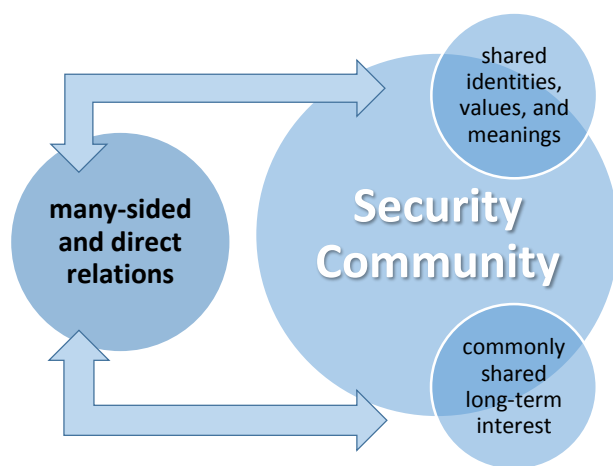 shared
identities,
values, and
meanings
many-sided
and direct
relations
Security
Community
commonly
shared
long-term
interest